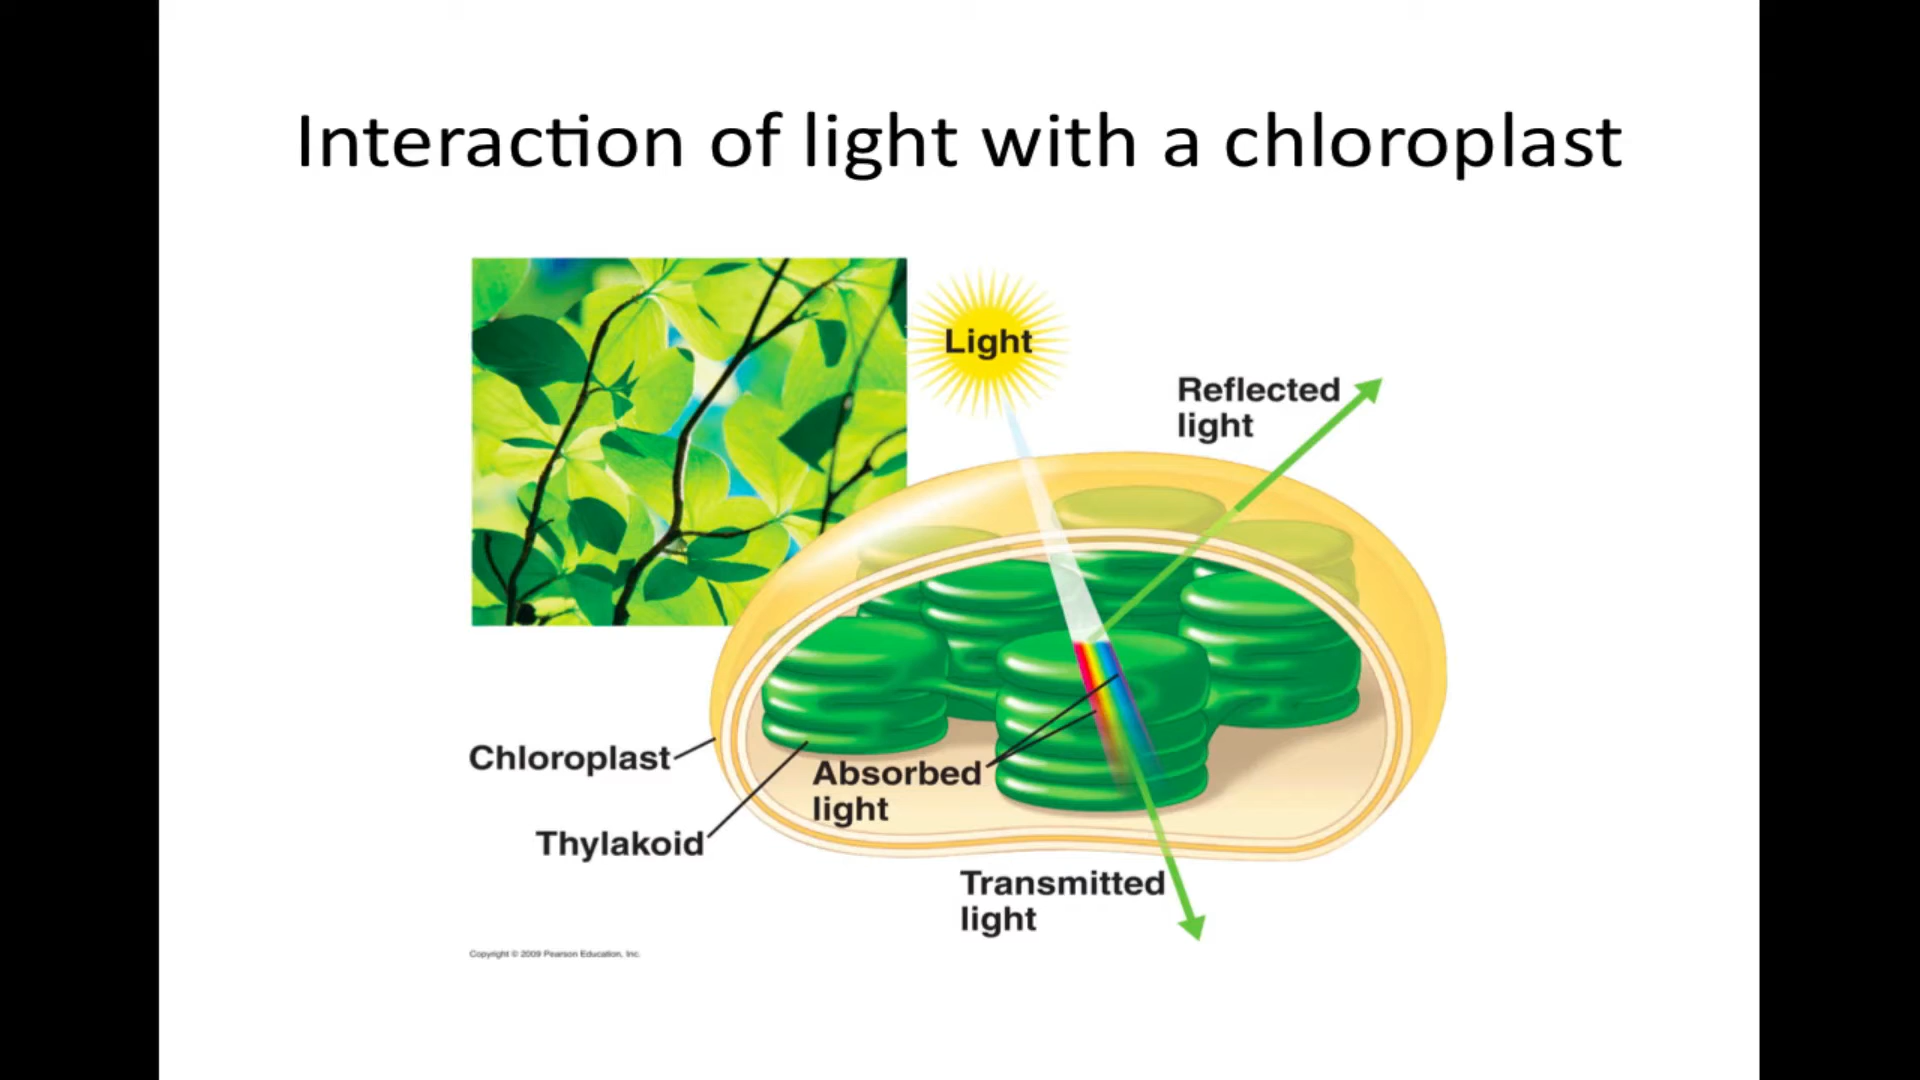 Interaction of light with a chloroplast
Light
Reflected
light
Chloroplast
Absorbed
light
Thylakoid
Transmitted
light
Copyright © 2009 Pearson Education, Inc.